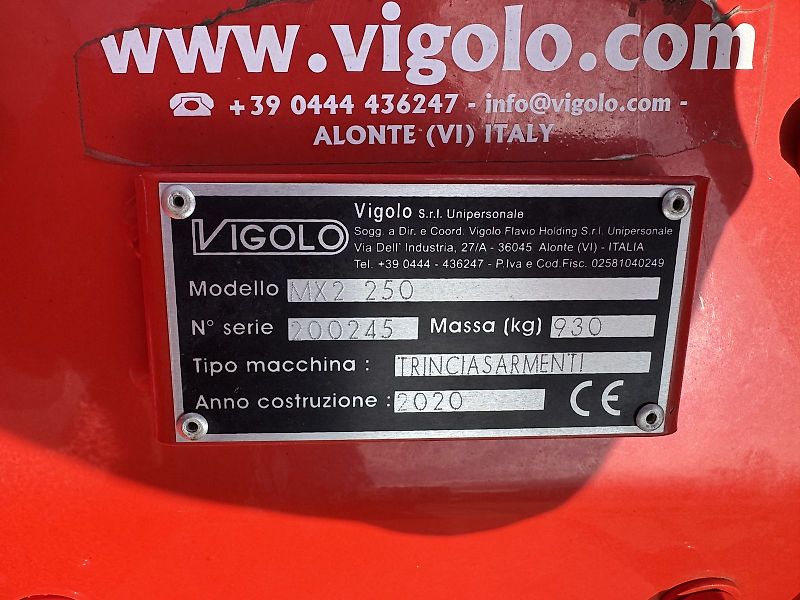 www.vigolo.com
+39 0444 436247 - info@vigolo.com -
ALONTE (VI) ITALY
VIGOLO
Vigolo S.r.l. Unipersonale
Sogg. a Dir. e Coord. Vigolo Flavio Holding S.r.l. Unipersonale
Via Dell' Industria, 27/A - 36045 Alonte (VI) - ITALIA
Tel. +39 0444 - 436247 - P.Iva e Cod.Fisc. 02581040249
Modello MX2 250
N° serie 200245 Massa (kg) 930
Tipo macchina : TRINCIASARMENTI
Anno costruzione : 2020 CE